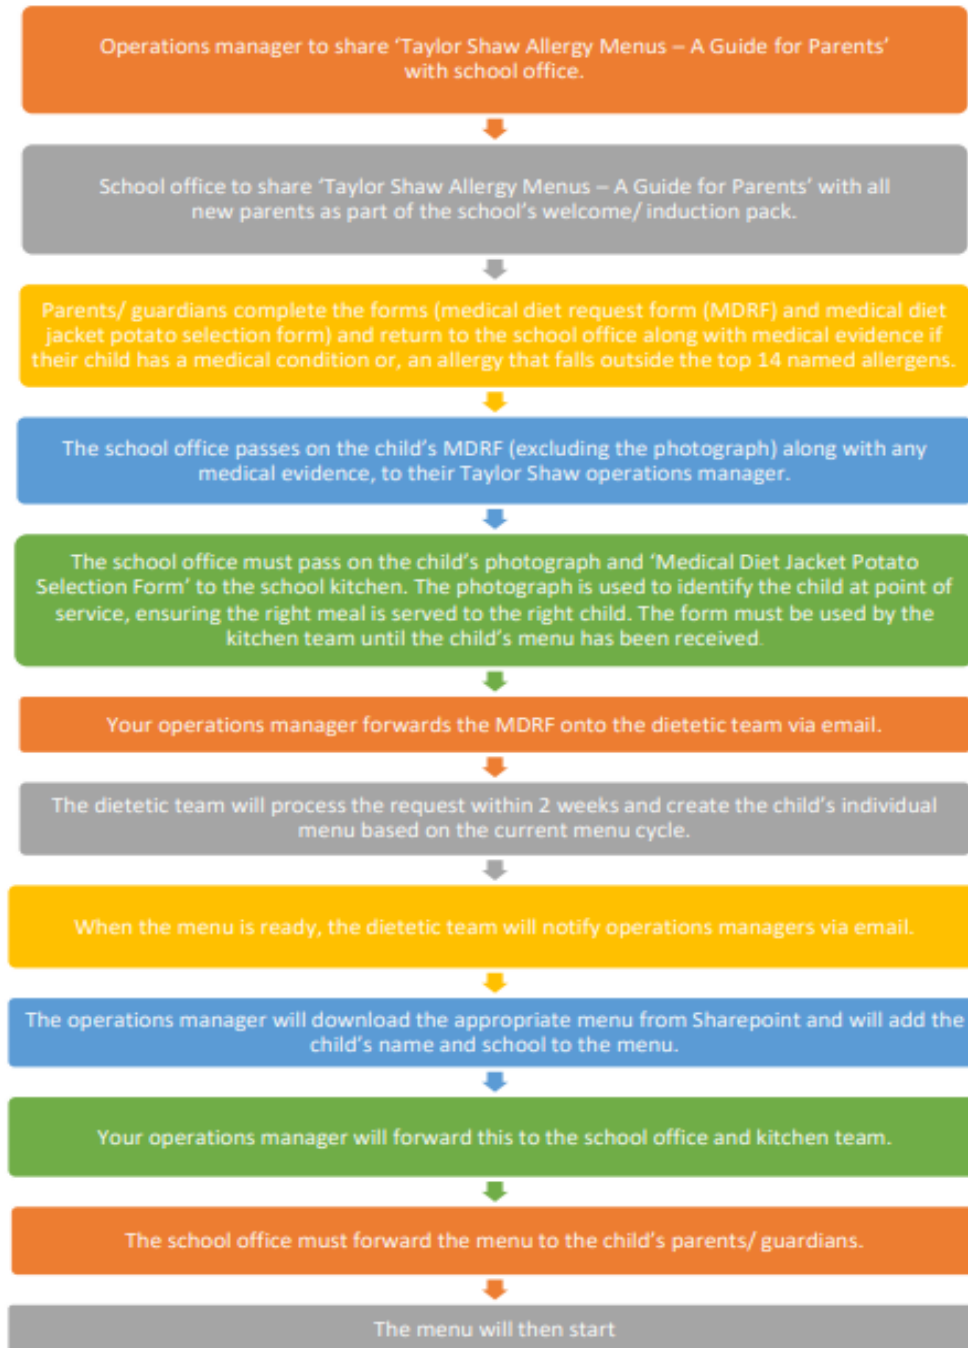 Operations manager to share ‘Taylor Shaw Allergy Menus – A Guide for Parents’
with school office.
School office to share ‘Taylor Shaw Allergy Menus – A Guide for Parents’ with all
new parents as part of the school’s welcome/ induction pack.
Parents/ guardians complete the forms (medical diet request form (MDRF) and medical diet
jacket potato selection form) and return to the school office along with medical evidence if
their child has a medical condition or, an allergy that falls outside the top 14 named allergens.
The school office passes on the child’s MDRF (excluding the photograph) along with any
medical evidence, to their Taylor Shaw operations manager.
The school office must pass on the child’s photograph and ‘Medical Diet Jacket Potato
Selection Form’ to the school kitchen. The photograph is used to identify the child at point of
service, ensuring the right meal is served to the right child. The form must be used by the
kitchen team until the child’s menu has been received.
Your operations manager forwards the MDRF onto the dietetic team via email.
The dietetic team will process the request within 2 weeks and create the child’s individual
menu based on the current menu cycle.
When the menu is ready, the dietetic team will notify operations managers via email.
The operations manager will download the appropriate menu from Sharepoint and will add the
child’s name and school to the menu.
Your operations manager will forward this to the school office and kitchen team.
The school office must forward the menu to the child’s parents/ guardians.
The menu will then start